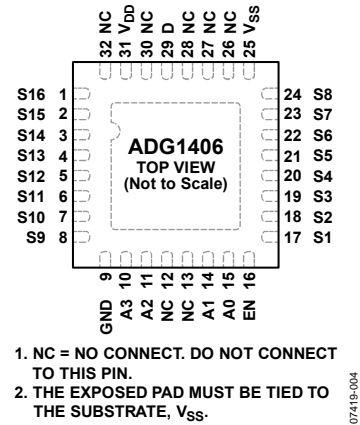 32 NC
31 VDD
30 NC
29 D
28 NC
27 NC
26 NC
25 VSS
S16 1
S15 2
S14 3
S13 4
S12 5
S11 6
S10 7
S9 8
ADG1406
TOP VIEW
(Not to Scale)
24 S8
23 S7
22 S6
21 S5
20 S4
19 S3
18 S2
17 S1
GND 9
A3 10
A2 11
NC 12
NC 13
A1 14
A0 15
EN 16
1. NC = NO CONNECT. DO NOT CONNECT
TO THIS PIN.
2. THE EXPOSED PAD MUST BE TIED TO
THE SUBSTRATE, VSS.
07419-004